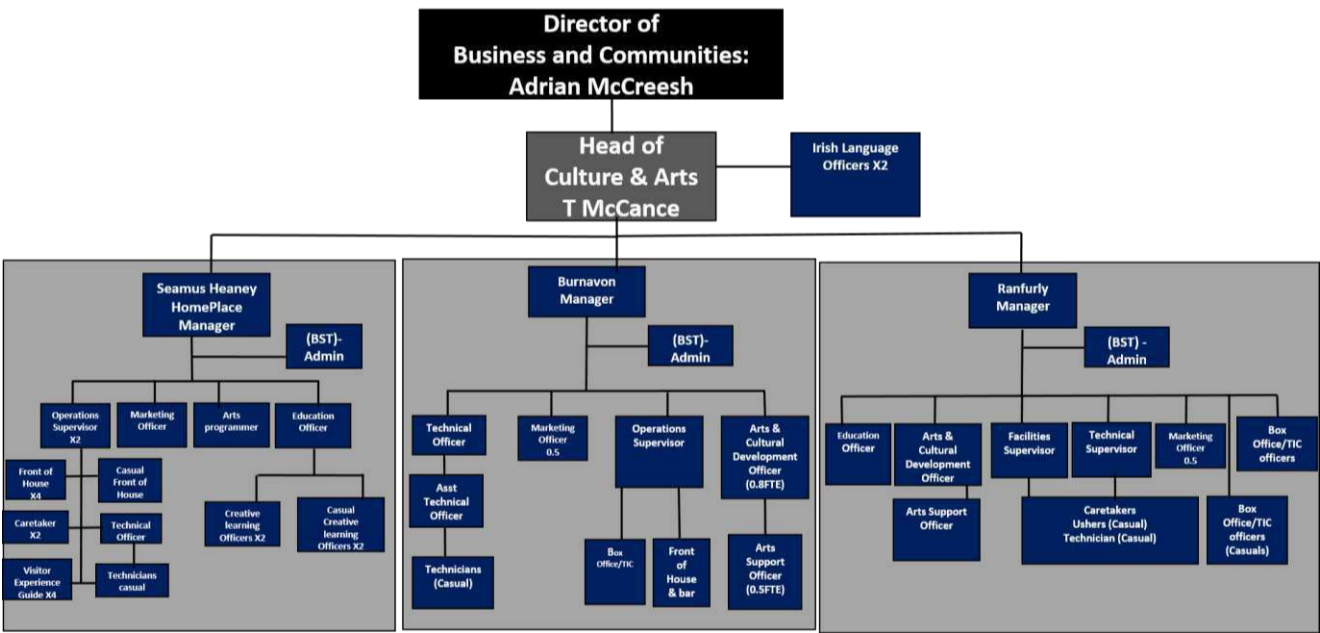 Director of
Business and Communities:
Adrian McCreesh
Head of
Culture & Arts
T McCance
Irish Language
Officers X2
Seamus Heaney
HomePlace
Manager
(BST)-
Admin
Operations
Supervisor
X2
Marketing
Officer
Arts
programmer
Education
Officer
Front of
House
X4
Casual
Front of
House
Caretaker
X2
Technical
Officer
Visitor
Experience
Guide X4
Technicians
casual
Creative
learning
Officers X2
Casual
Creative
learning
Officers X2
Burnavon
Manager
(BST)-
Admin
Technical
Officer
Marketing
Officer
0.5
Operations
Supervisor
Arts &
Cultural
Development
Officer
(0.8FTE)
Asst
Technical
Officer
Technicians
(Casual)
Box
Office/TIC
Front
of
House
& bar
Arts
Support
Officer
(0.5FTE)
Ranfurly
Manager
(BST) -
Admin
Education
Officer
Arts &
Cultural
Development
Officer
Facilities
Supervisor
Technical
Supervisor
Marketing
Officer
0.5
Box
Office/TIC
officers
Arts Support
Officer
Caretakers
Ushers (Casual)
Technician (Casual)
Box
Office/TIC
officers
(Casuals)